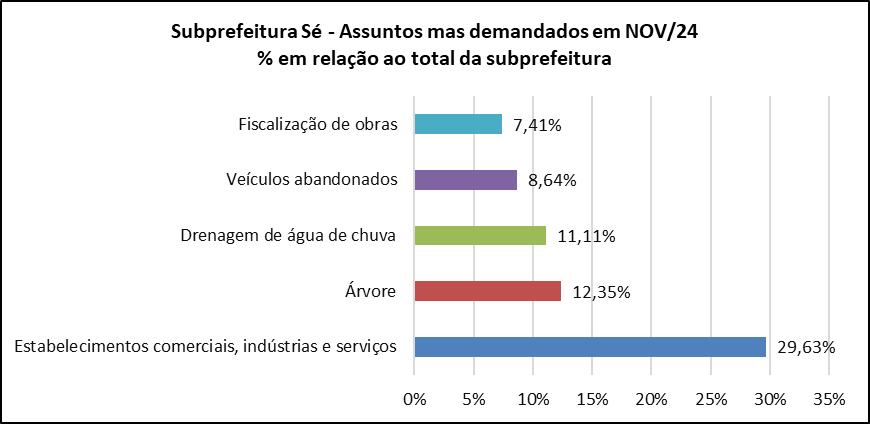 Subprefeitura Sé - Assuntos mas demandados em NOV/24
% em relação ao total da subprefeitura
Fiscalização de obras 7,41%
Veículos abandonados 8,64%
Drenagem de água de chuva 11,11%
Árvore 12,35%
Estabelecimentos comerciais, indústrias e serviços 29,63%
0% 5% 10% 15% 20% 25% 30% 35%